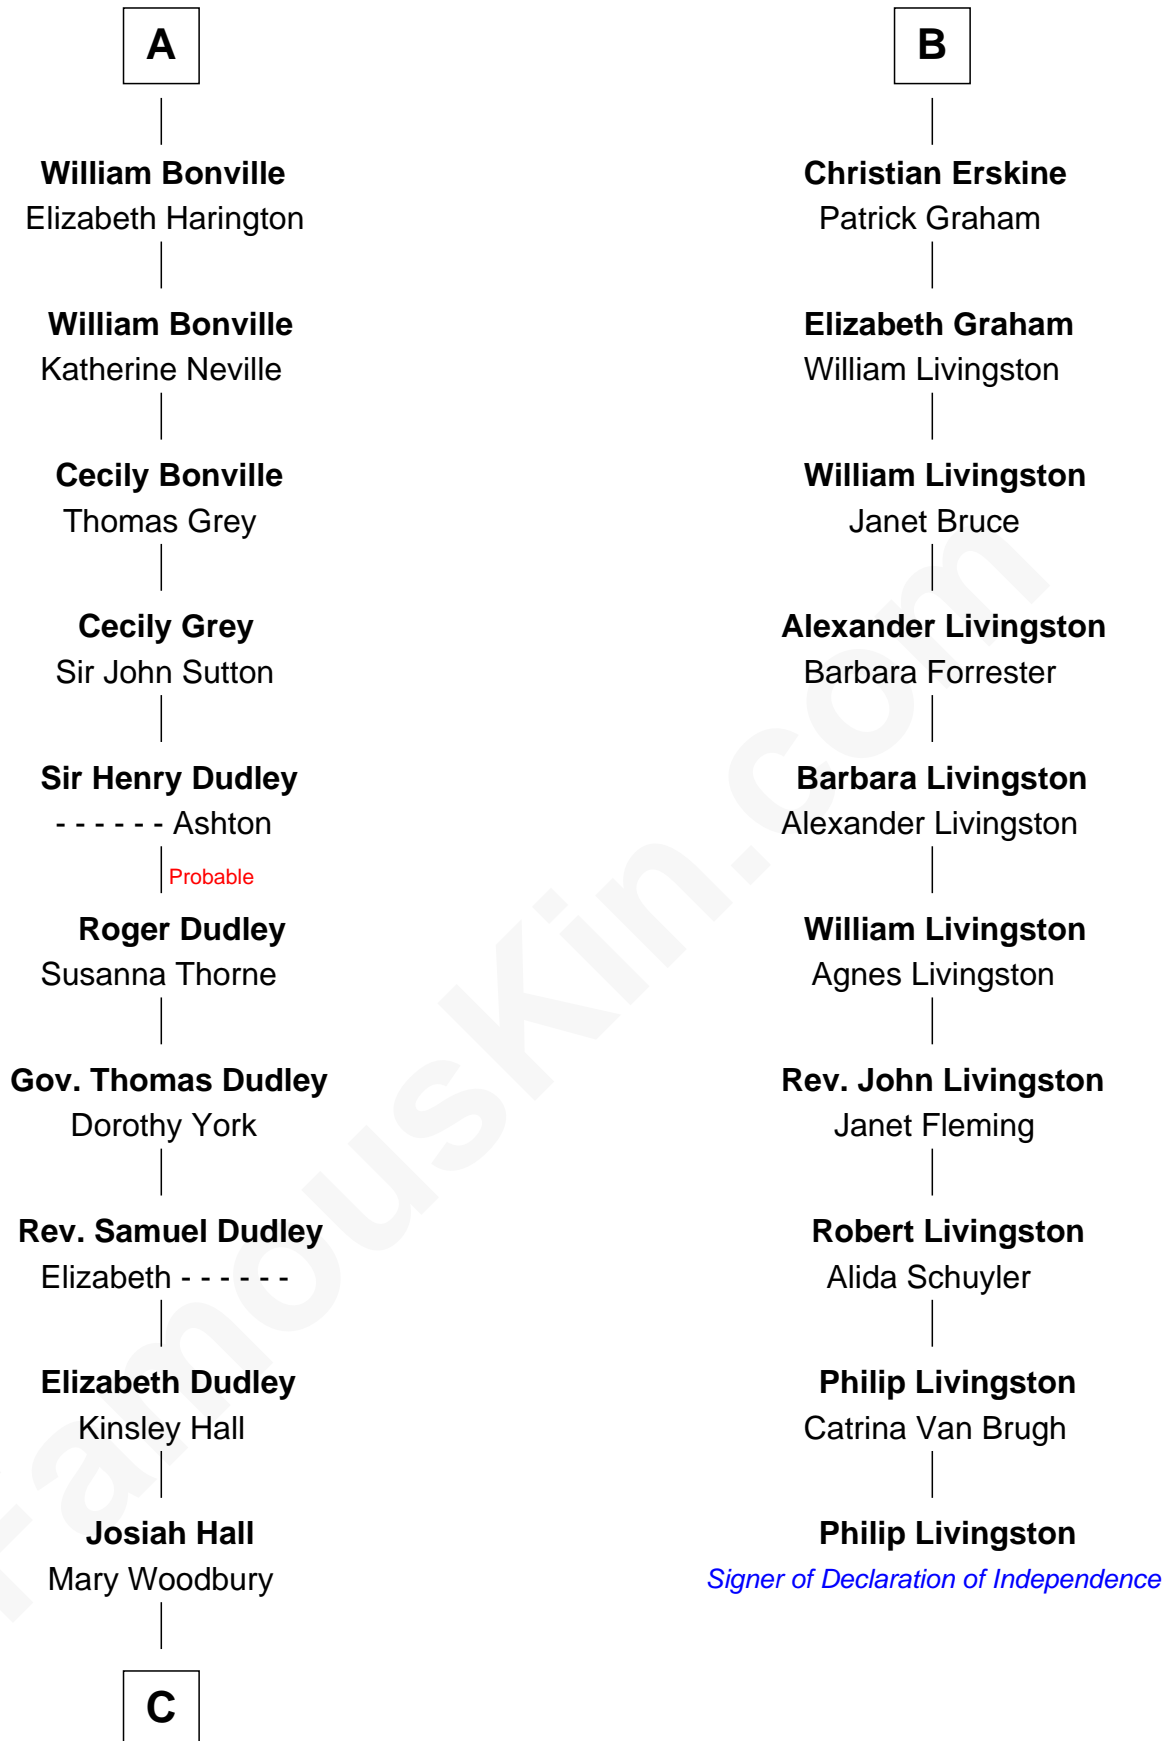 A
William Bonville
Elizabeth Harington
William Bonville
Katherine Neville
Cecily Bonville
Thomas Grey
Cecily Grey
Sir John Sutton
Sir Henry Dudley
- - - - - - Ashton
Probable
Roger Dudley
Susanna Thorne
Gov. Thomas Dudley
Dorothy York
Rev. Samuel Dudley
Elizabeth - - - - - -
Elizabeth Dudley
Kinsley Hall
Josiah Hall
Mary Woodbury
C
B
Christian Erskine
Patrick Graham
Elizabeth Graham
William Livingston
William Livingston
Janet Bruce
Alexander Livingston
Barbara Forrester
Barbara Livingston
Alexander Livingston
William Livingston
Agnes Livingston
Rev. John Livingston
Janet Fleming
Robert Livingston
Alida Schuyler
Philip Livingston
Catrina Van Brugh
Philip Livingston
Signer of Declaration of Independence
FamousKin.com